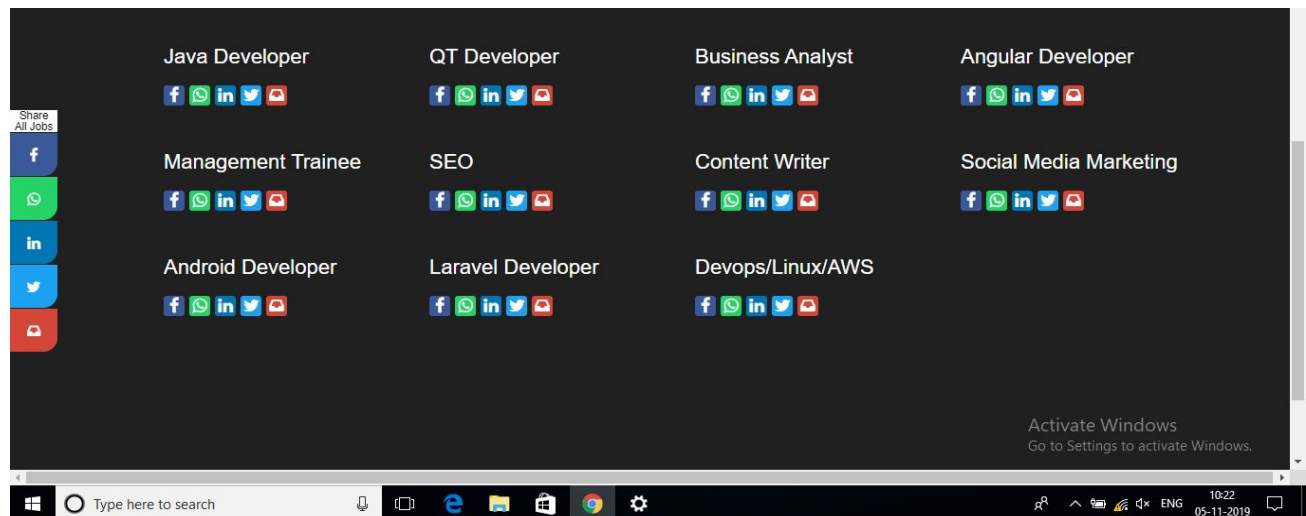 Java Developer
QT Developer
Business Analyst
Angular Developer
Share
All Jobs
Management Trainee
SEO
Content Writer
Social Media Marketing
Android Developer
Laravel Developer
Devops/Linux/AWS
Activate Windows
Go to Settings to activate Windows.
Type here to search
ENG
10:22
05-11-2019